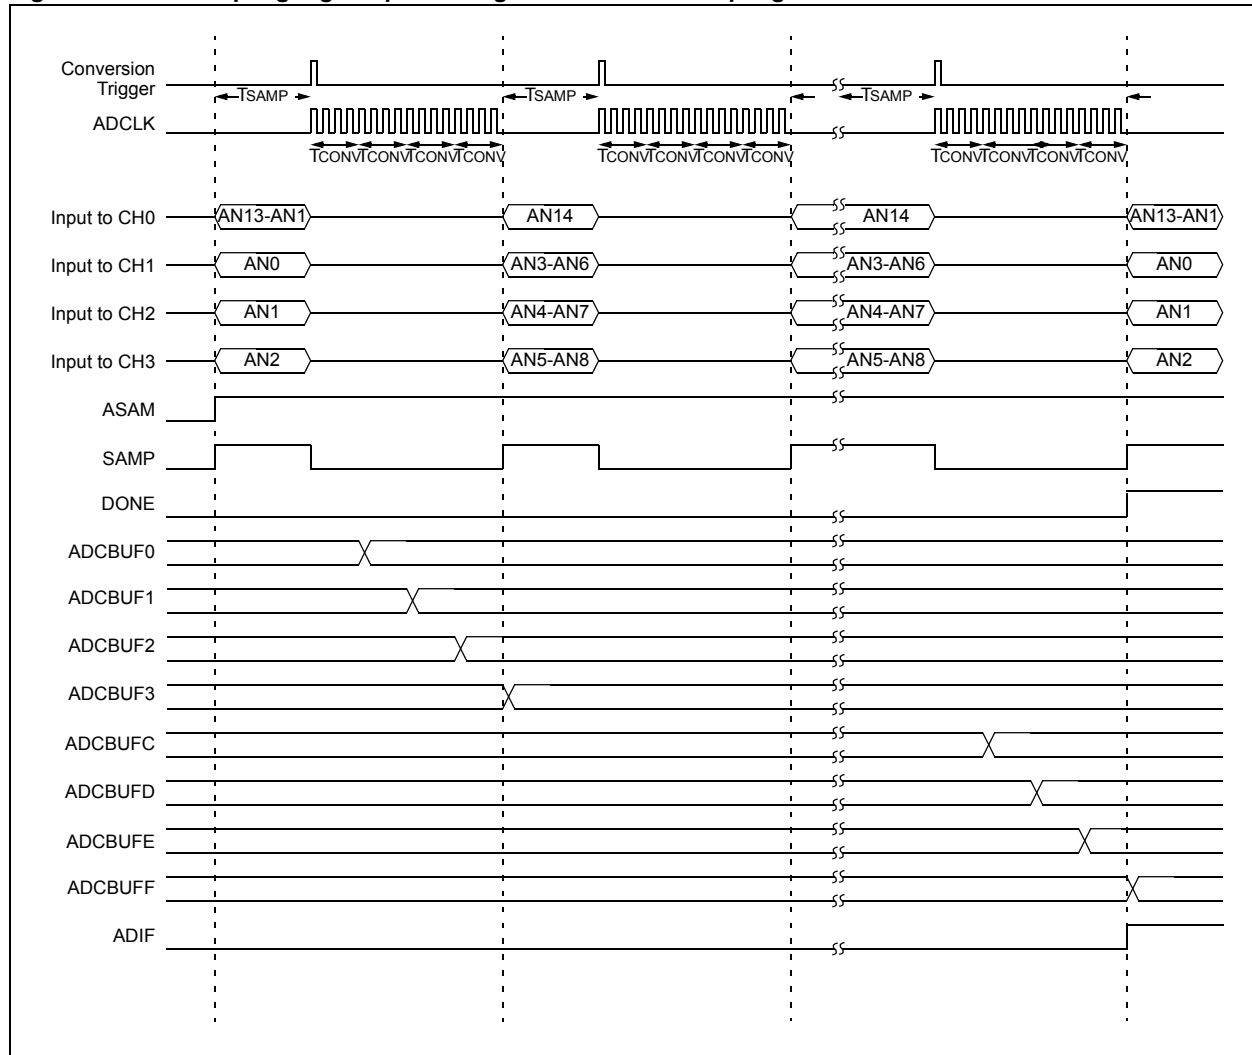 Conversion
Trigger
TSAMP TSAMP TSAMP
ADCLK
TCONV TCONV TCONV TCONV TCONV TCONV TCONV TCONV TCONV TCONV TCONV TCONV
Input to CH0 AN13-AN1 AN14 AN14 AN13-AN1
Input to CH1 AN0 AN3-AN6 AN3-AN6 AN0
Input to CH2 AN1 AN4-AN7 AN4-AN7 AN1
Input to CH3 AN2 AN5-AN8 AN5-AN8 AN2
ASAM
SAMP
DONE
ADCBUF0
ADCBUF1
ADCBUF2
ADCBUF3
ADCBUFC
ADCBUFD
ADCBUFE
ADCBUFF
ADIF